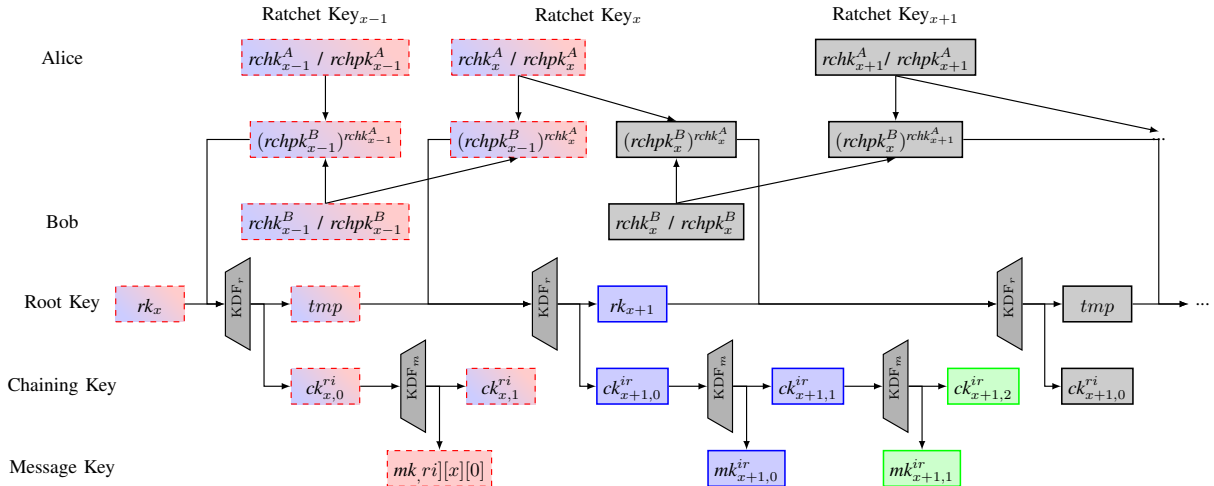 Ratchet Key_{x−1} Ratchet Key_x Ratchet Key_{x+1}
Alice rchk^A_{x−1} / rchpk^A_{x−1} rchk^A_x / rchpk^A_x rchk^A_{x+1}/ rchpk^A_{x+1}
(rchpk^B_{x−1})^{rchk^A_{x−1}} (rchpk^B_{x−1})^{rchk^A_x} (rchpk^B_x)^{rchk^A_x} (rchpk^B_x)^{rchk^A_{x+1}} ...
Bob rchk^B_{x−1} / rchpk^B_{x−1} rchk^B_x / rchpk^B_x
Root Key rk_x KDF_r tmp KDF_r rk_{x+1} KDF_r tmp ...
Chaining Key ck^{ri}_{x,0} KDF_m ck^{ri}_{x,1} ck^{ir}_{x+1,0} KDF_m ck^{ir}_{x+1,1} KDF_m ck^{ir}_{x+1,2} ck^{ri}_{x+1,0}
Message Key mk_,ri][x][0] mk^{ir}_{x+1,0} mk^{ir}_{x+1,1}